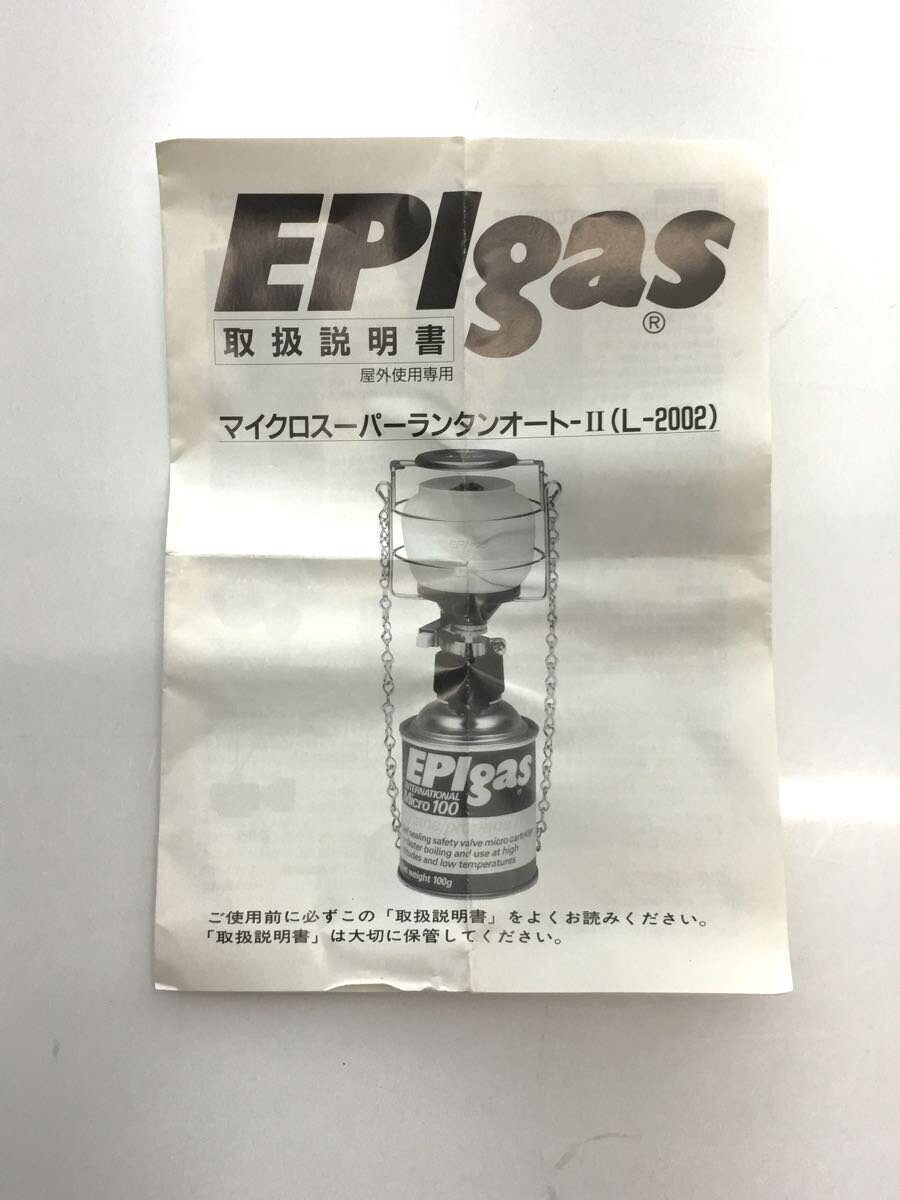 EPIgas®
取扱説明書
屋外使用専用
マイクロスーパーランタンオート-II(L-2002)
EPIgas®
INTERNATIONAL
Micro 100
self sealing safety valve micro cartridge
faster boiling and use at high
and low temperatures
weight 100g
ご使用前に必ずこの「取扱説明書」をよくお読みください。
「取扱説明書」は大切に保管してください。